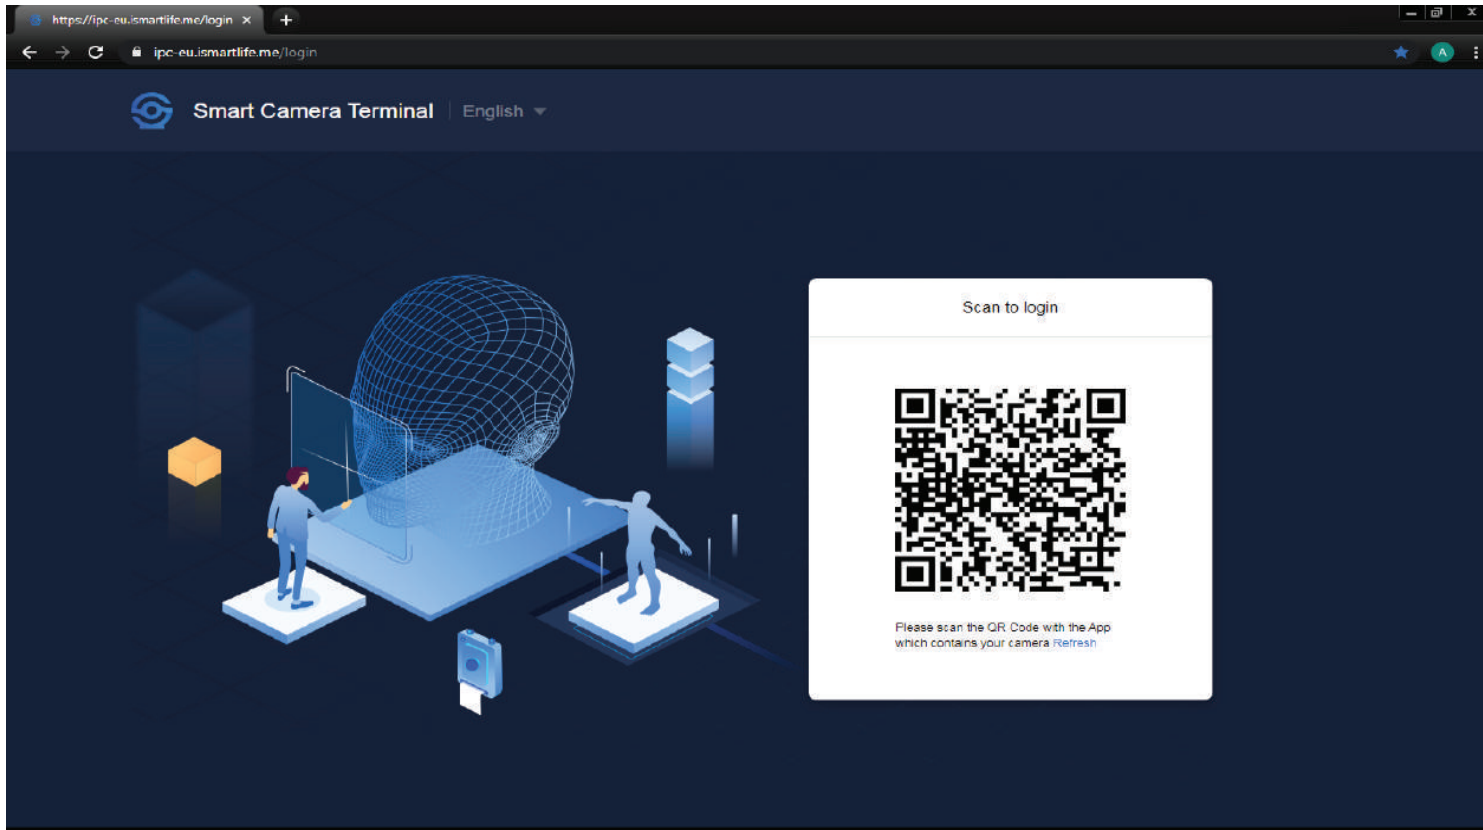 https://ipc-eu.ismartlife.me/login
ipc-eu.ismartlife.me/login
A
Smart Camera Terminal
English
Scan to login
Please scan the QR Code with the App
which contains your camera Refresh